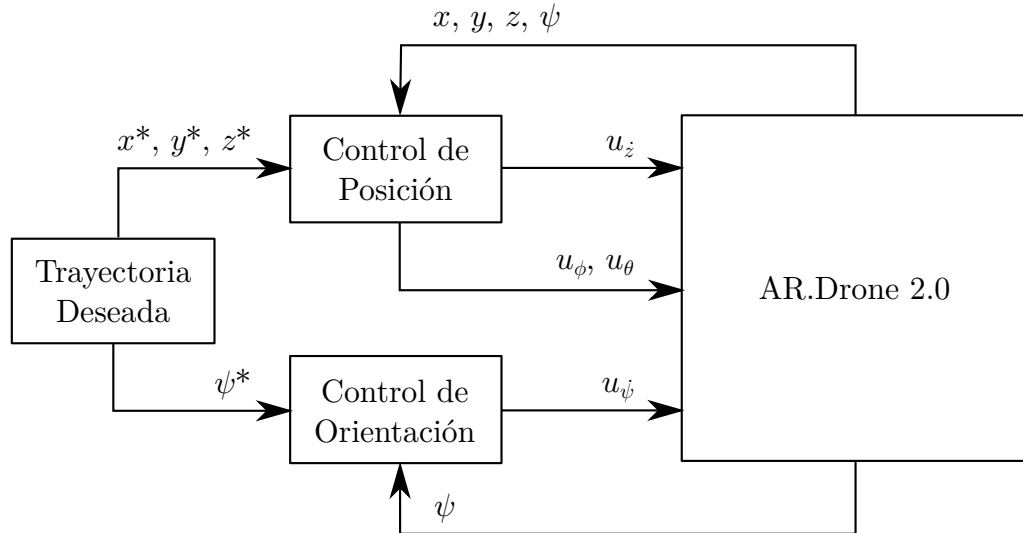 x, y, z, ψ
x*, y*, z*
Control de
Posición
u_ż
u_ϕ, u_θ
AR.Drone 2.0
Trayectoria
Deseada
ψ*
Control de
Orientación
u_ψ̇
ψ